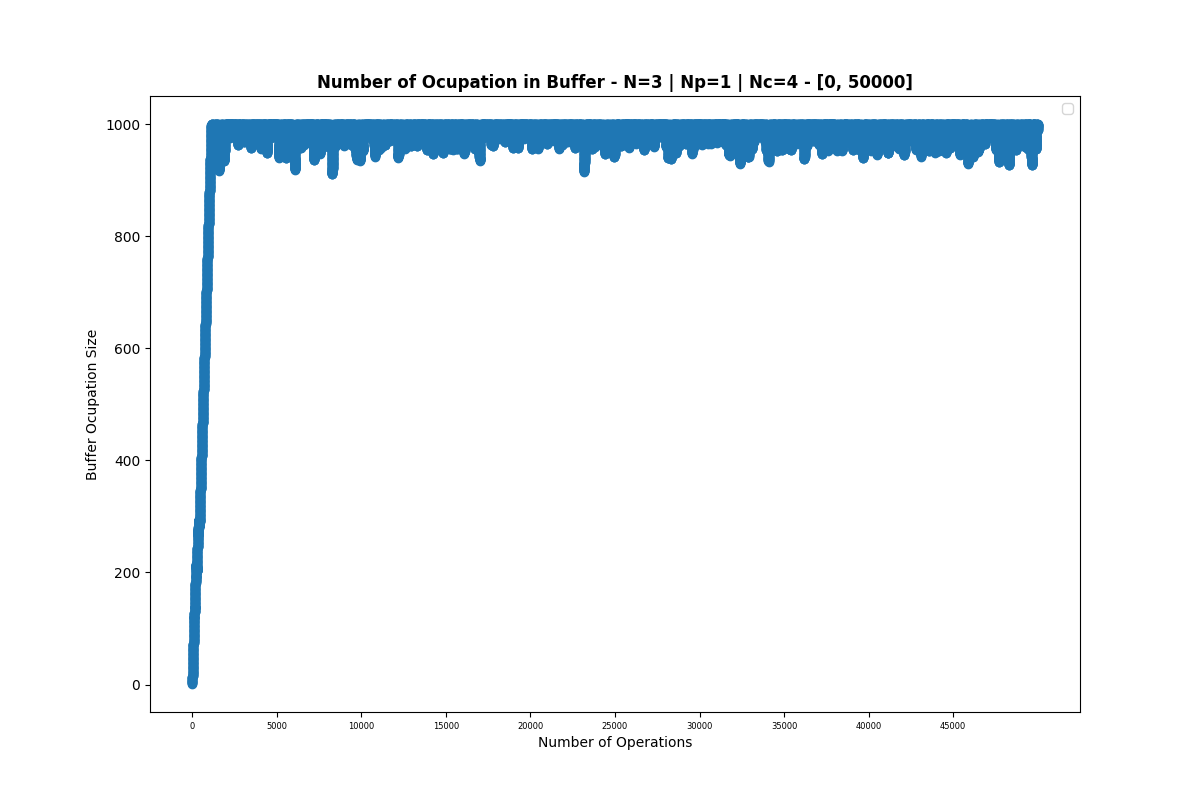 Number of Ocupation in Buffer - N=3 | Np=1 | Nc=4 - [0, 50000]
1000
800
600
400
200
0
Buffer Ocupation Size
0 5000 10000 15000 20000 25000 30000 35000 40000 45000
Number of Operations